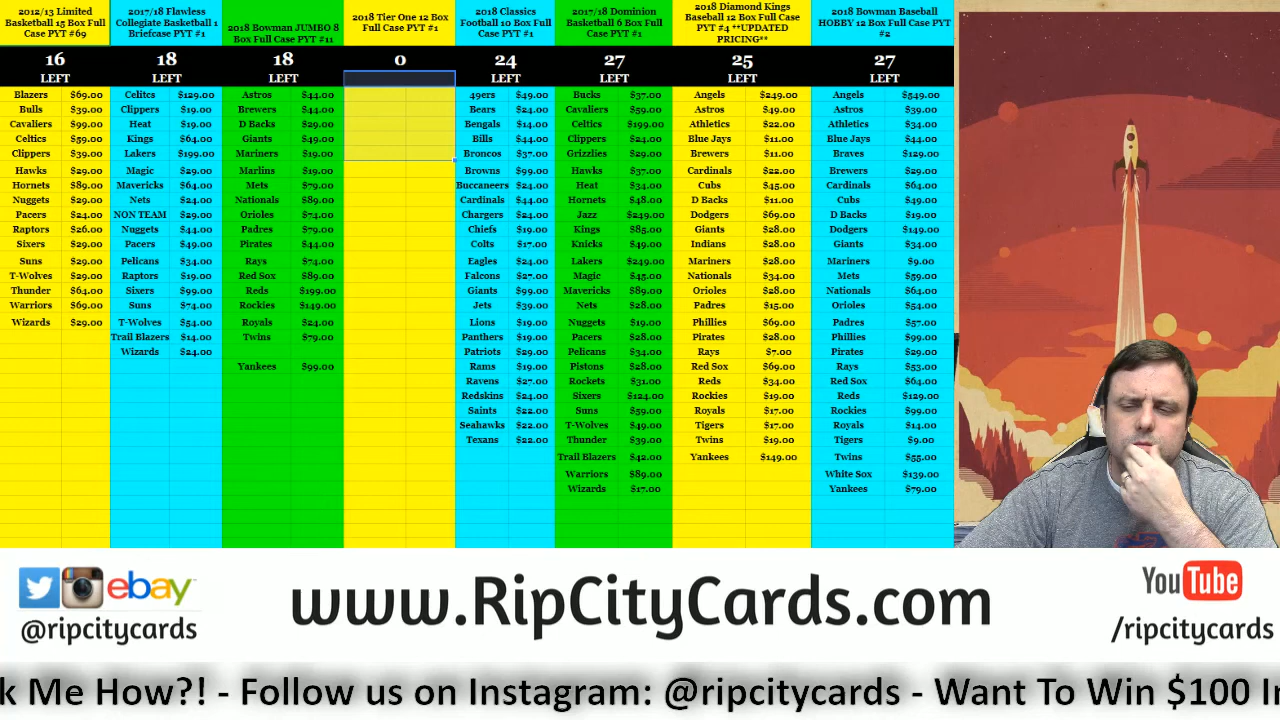 2012/13 Limited
Basketball 15 Box Full
Case PYT #69
16
LEFT
Blazers $69.00
Bulls $39.00
Cavaliers $99.00
Celtics $59.00
Clippers $39.00
Hawks $29.00
Hornets $89.00
Nuggets $29.00
Pacers $24.00
Raptors $26.00
Sixers $29.00
Suns $29.00
T-Wolves $29.00
Thunder $64.00
Warriors $69.00
Wizards $29.00
2017/18 Flawless
Collegiate Basketball 1
Briefcase PYT #1
18
LEFT
Celitcs $129.00
Clippers $19.00
Heat $19.00
Kings $64.00
Lakers $199.00
Magic $29.00
Mavericks $64.00
Nets $24.00
NON TEAM $29.00
Nuggets $44.00
Pacers $49.00
Pelicans $34.00
Raptors $19.00
Sixers $99.00
Suns $74.00
T-Wolves $54.00
Trail Blazers $14.00
Wizards $24.00
2018 Bowman JUMBO 8
Box Full Case PYT #11
18
LEFT
Astros $44.00
Brewers $44.00
D Backs $29.00
Giants $49.00
Mariners $19.00
Marlins $19.00
Mets $79.00
Nationals $89.00
Orioles $74.00
Padres $79.00
Pirates $44.00
Rays $74.00
Red Sox $89.00
Reds $199.00
Rockies $149.00
Royals $24.00
Twins $79.00
Yankees $99.00
2018 Tier One 12 Box
Full Case PYT #1
0
2018 Classics
Football 10 Box Full
Case PYT #1
24
LEFT
49ers $49.00
Bears $24.00
Bengals $14.00
Bills $44.00
Broncos $37.00
Browns $99.00
Buccaneers $24.00
Cardinals $44.00
Chargers $24.00
Chiefs $19.00
Colts $17.00
Eagles $24.00
Falcons $27.00
Giants $99.00
Jets $39.00
Lions $19.00
Panthers $19.00
Patriots $29.00
Rams $19.00
Ravens $27.00
Redskins $24.00
Saints $22.00
Seahawks $22.00
Texans $22.00
2017/18 Dominion
Basketball 6 Box Full
Case PYT #1
27
LEFT
Bucks $37.00
Cavaliers $59.00
Celtics $199.00
Clippers $24.00
Grizzlies $29.00
Hawks $37.00
Heat $34.00
Hornets $48.00
Jazz $249.00
Kings $85.00
Knicks $49.00
Lakers $249.00
Magic $45.00
Mavericks $89.00
Nets $28.00
Nuggets $19.00
Pacers $28.00
Pelicans $34.00
Pistons $28.00
Rockets $31.00
Sixers $124.00
Suns $59.00
T-Wolves $49.00
Thunder $39.00
Trail Blazers $42.00
Warriors $89.00
Wizards $17.00
2018 Diamond Kings
Baseball 12 Box Full Case
PYT #4 **UPDATED
PRICING**
25
LEFT
Angels $249.00
Astros $49.00
Athletics $22.00
Blue Jays $11.00
Brewers $11.00
Cardinals $22.00
Cubs $45.00
D Backs $11.00
Dodgers $69.00
Giants $28.00
Indians $28.00
Mariners $28.00
Nationals $34.00
Orioles $28.00
Padres $15.00
Phillies $69.00
Pirates $28.00
Rays $7.00
Red Sox $69.00
Reds $34.00
Rockies $19.00
Royals $17.00
Tigers $17.00
Twins $19.00
Yankees $149.00
2018 Bowman Baseball
HOBBY 12 Box Full Case PYT
#2
27
LEFT
Angels $549.00
Astros $39.00
Athletics $34.00
Blue Jays $44.00
Braves $129.00
Brewers $29.00
Cardinals $64.00
Cubs $49.00
D Backs $19.00
Dodgers $149.00
Giants $34.00
Mariners $9.00
Mets $59.00
Nationals $64.00
Orioles $54.00
Padres $57.00
Phillies $99.00
Pirates $29.00
Rays $53.00
Red Sox $64.00
Reds $129.00
Rockies $99.00
Royals $14.00
Tigers $9.00
Twins $55.00
White Sox $139.00
Yankees $79.00
ebay
@ripcitycards
www.RipCityCards.com
YouTube
/ripcitycards
k Me How?! - Follow us on Instagram: @ripcitycards - Want To Win $100 In